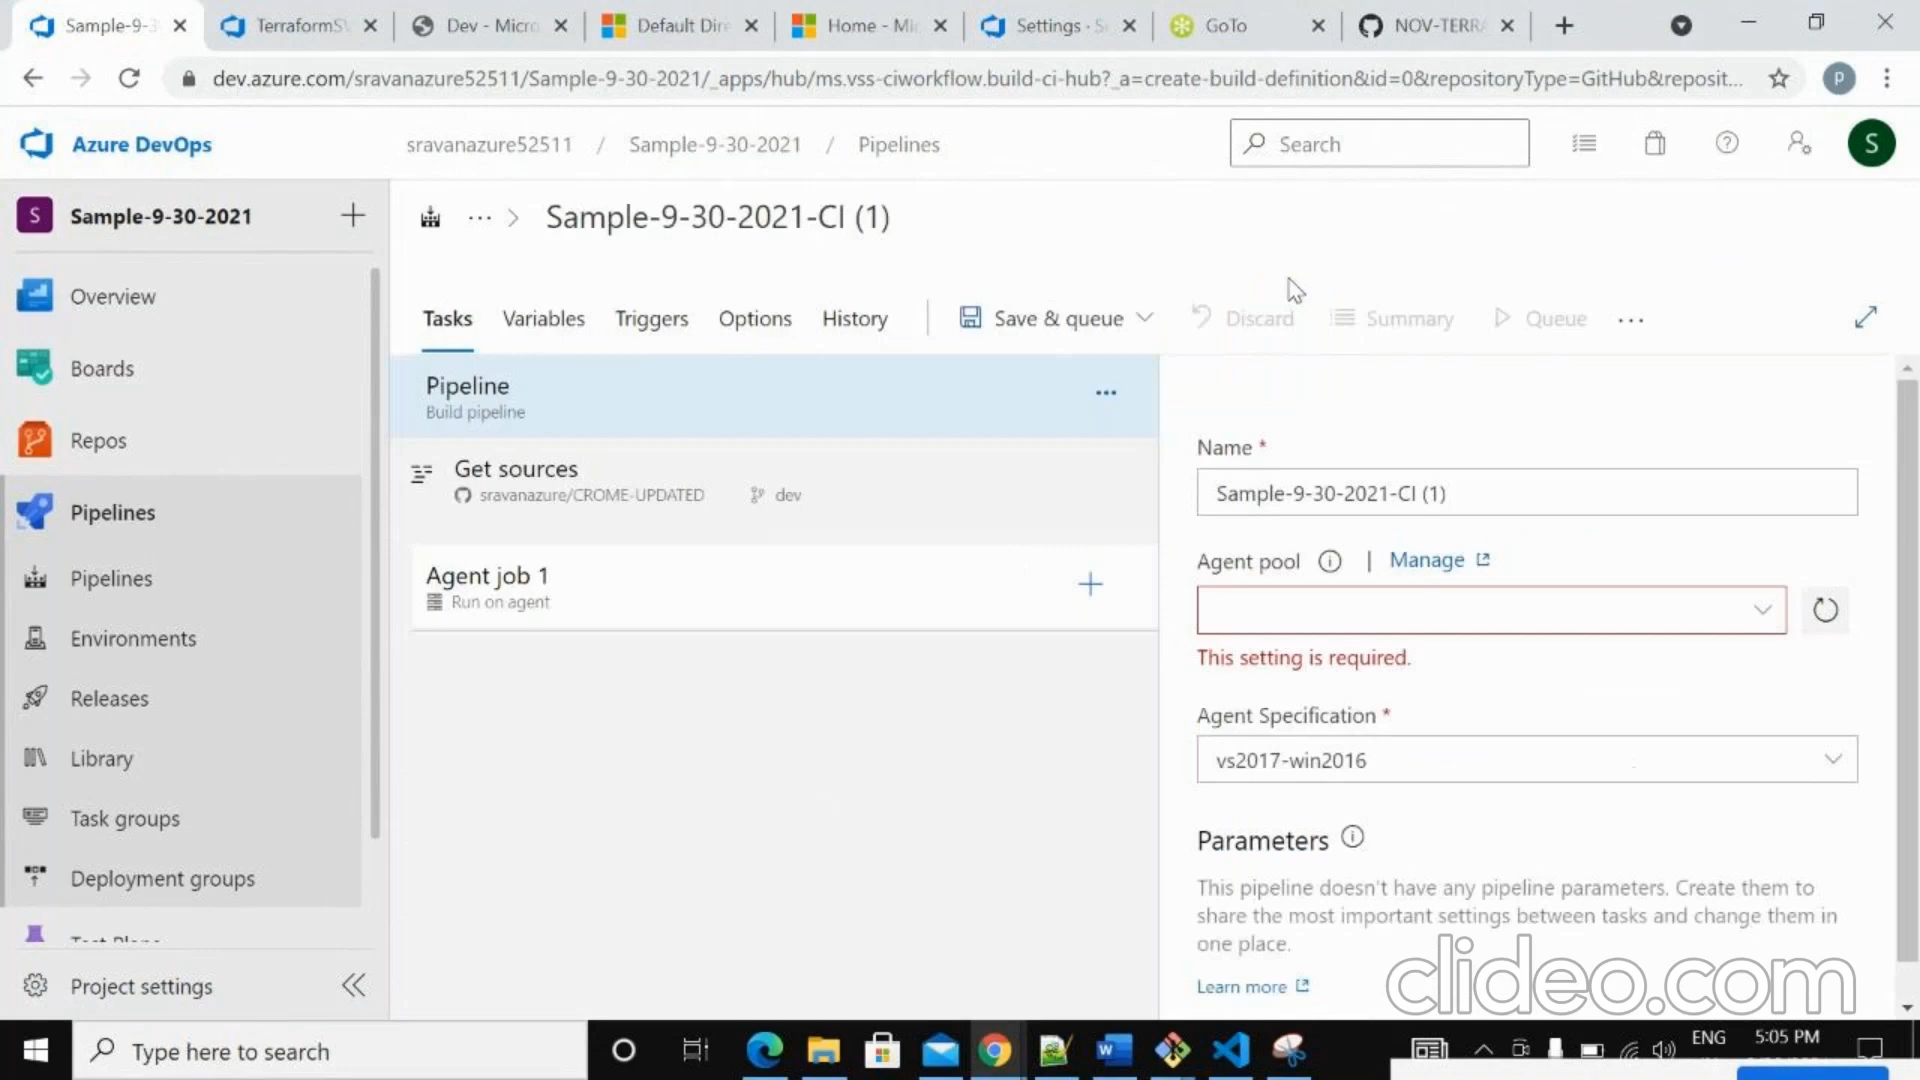 Sample-9-3
TerraformSV
Dev - Micro
Default Dire
Home - Mic
Settings · S
GoTo
NOV-TERRA
dev.azure.com/sravanazure52511/Sample-9-30-2021/_apps/hub/ms.vss-ciworkflow.build-ci-hub?_a=create-build-definition&id=0&repositoryType=GitHub&reposit...
P
Azure DevOps
sravanazure52511 / Sample-9-30-2021 / Pipelines
Search
S
S
Sample-9-30-2021
Sample-9-30-2021-CI (1)
Overview
Boards
Repos
Pipelines
Pipelines
Environments
Releases
Library
Task groups
Deployment groups
Project settings
Tasks
Variables
Triggers
Options
History
Save & queue
Discard
Summary
Queue
Pipeline
Build pipeline
Get sources
sravanazure/CROME-UPDATED
dev
Agent job 1
Run on agent
Name *
Sample-9-30-2021-CI (1)
Agent pool | Manage
This setting is required.
Agent Specification *
vs2017-win2016
Parameters
This pipeline doesn't have any pipeline parameters. Create them to
share the most important settings between tasks and change them in
one place.
Learn more
clideo.com
Type here to search
ENG
5:05 PM